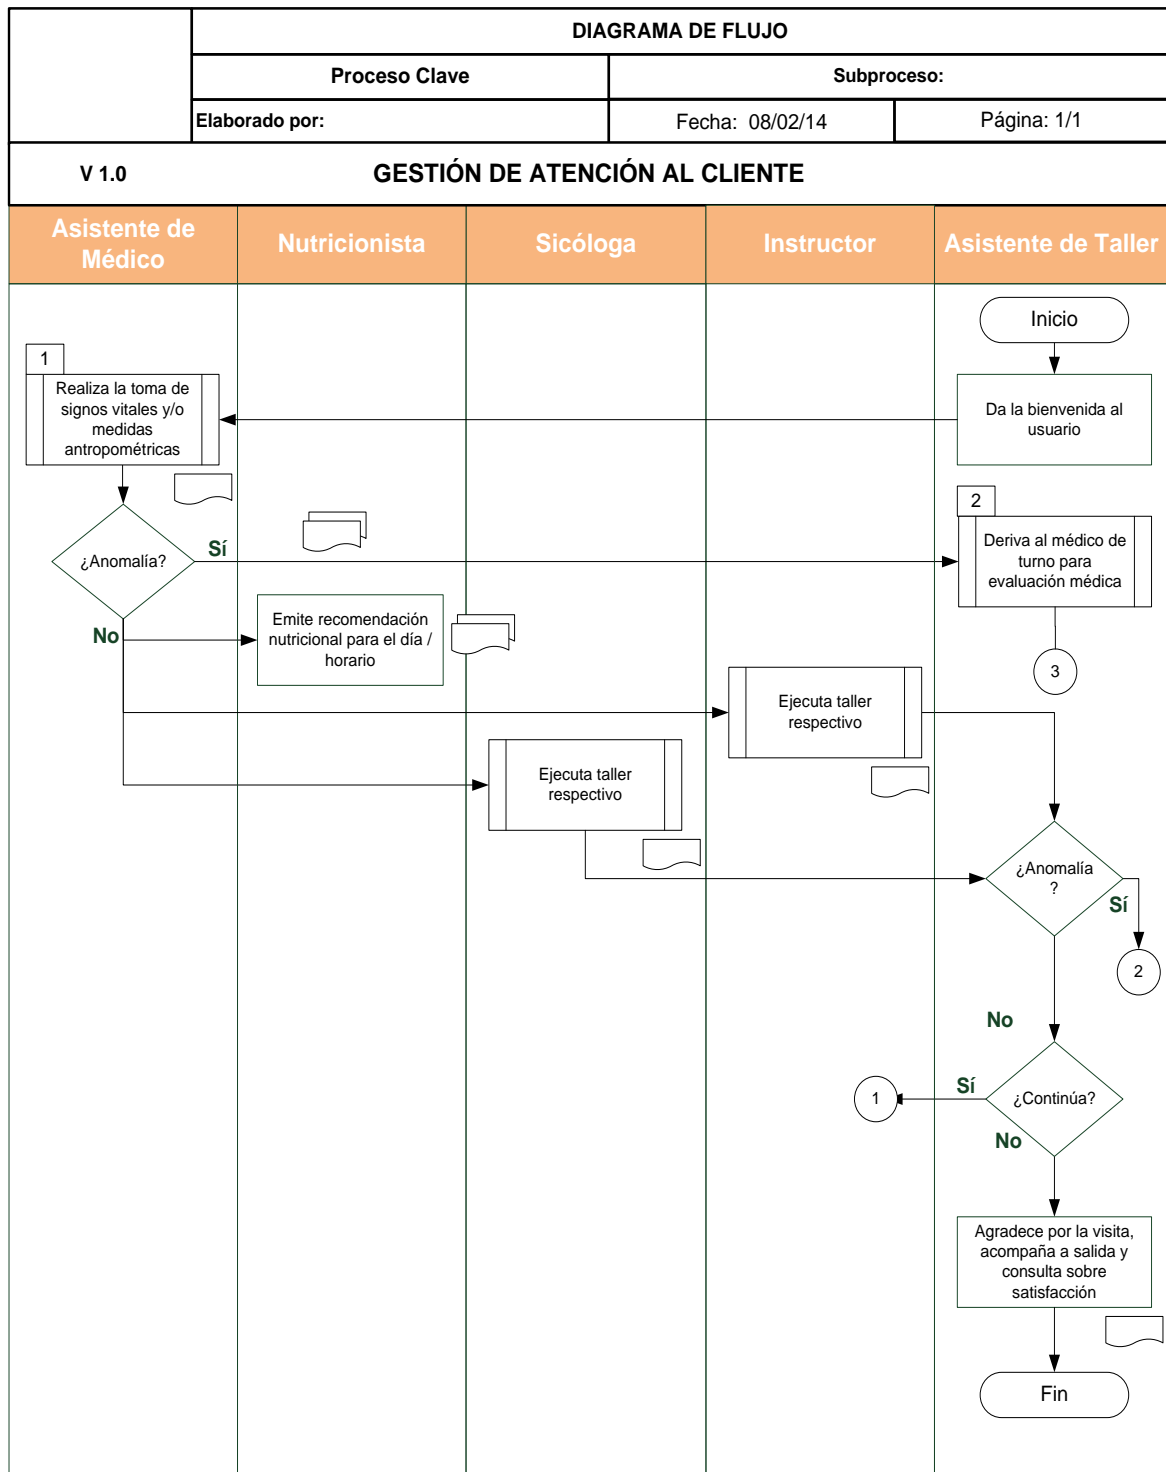 DIAGRAMA DE FLUJO
Proceso Clave
Subproceso:
Elaborado por:
Fecha: 08/02/14
Página: 1/1
V 1.0
GESTIÓN DE ATENCIÓN AL CLIENTE
Asistente de
Médico
Nutricionista
Sicóloga
Instructor
Asistente de Taller
Inicio
1
Realiza la toma de
signos vitales y/o
medidas
antropométricas
Da la bienvenida al
usuario
¿Anomalía?
Sí
No
2
Deriva al médico de
turno para
evaluación médica
Emite recomendación
nutricional para el día /
horario
3
Ejecuta taller
respectivo
Ejecuta taller
respectivo
¿Anomalía
?
Sí
2
No
¿Continúa?
Sí
1
No
Agradece por la visita,
acompaña a salida y
consulta sobre
satisfacción
Fin